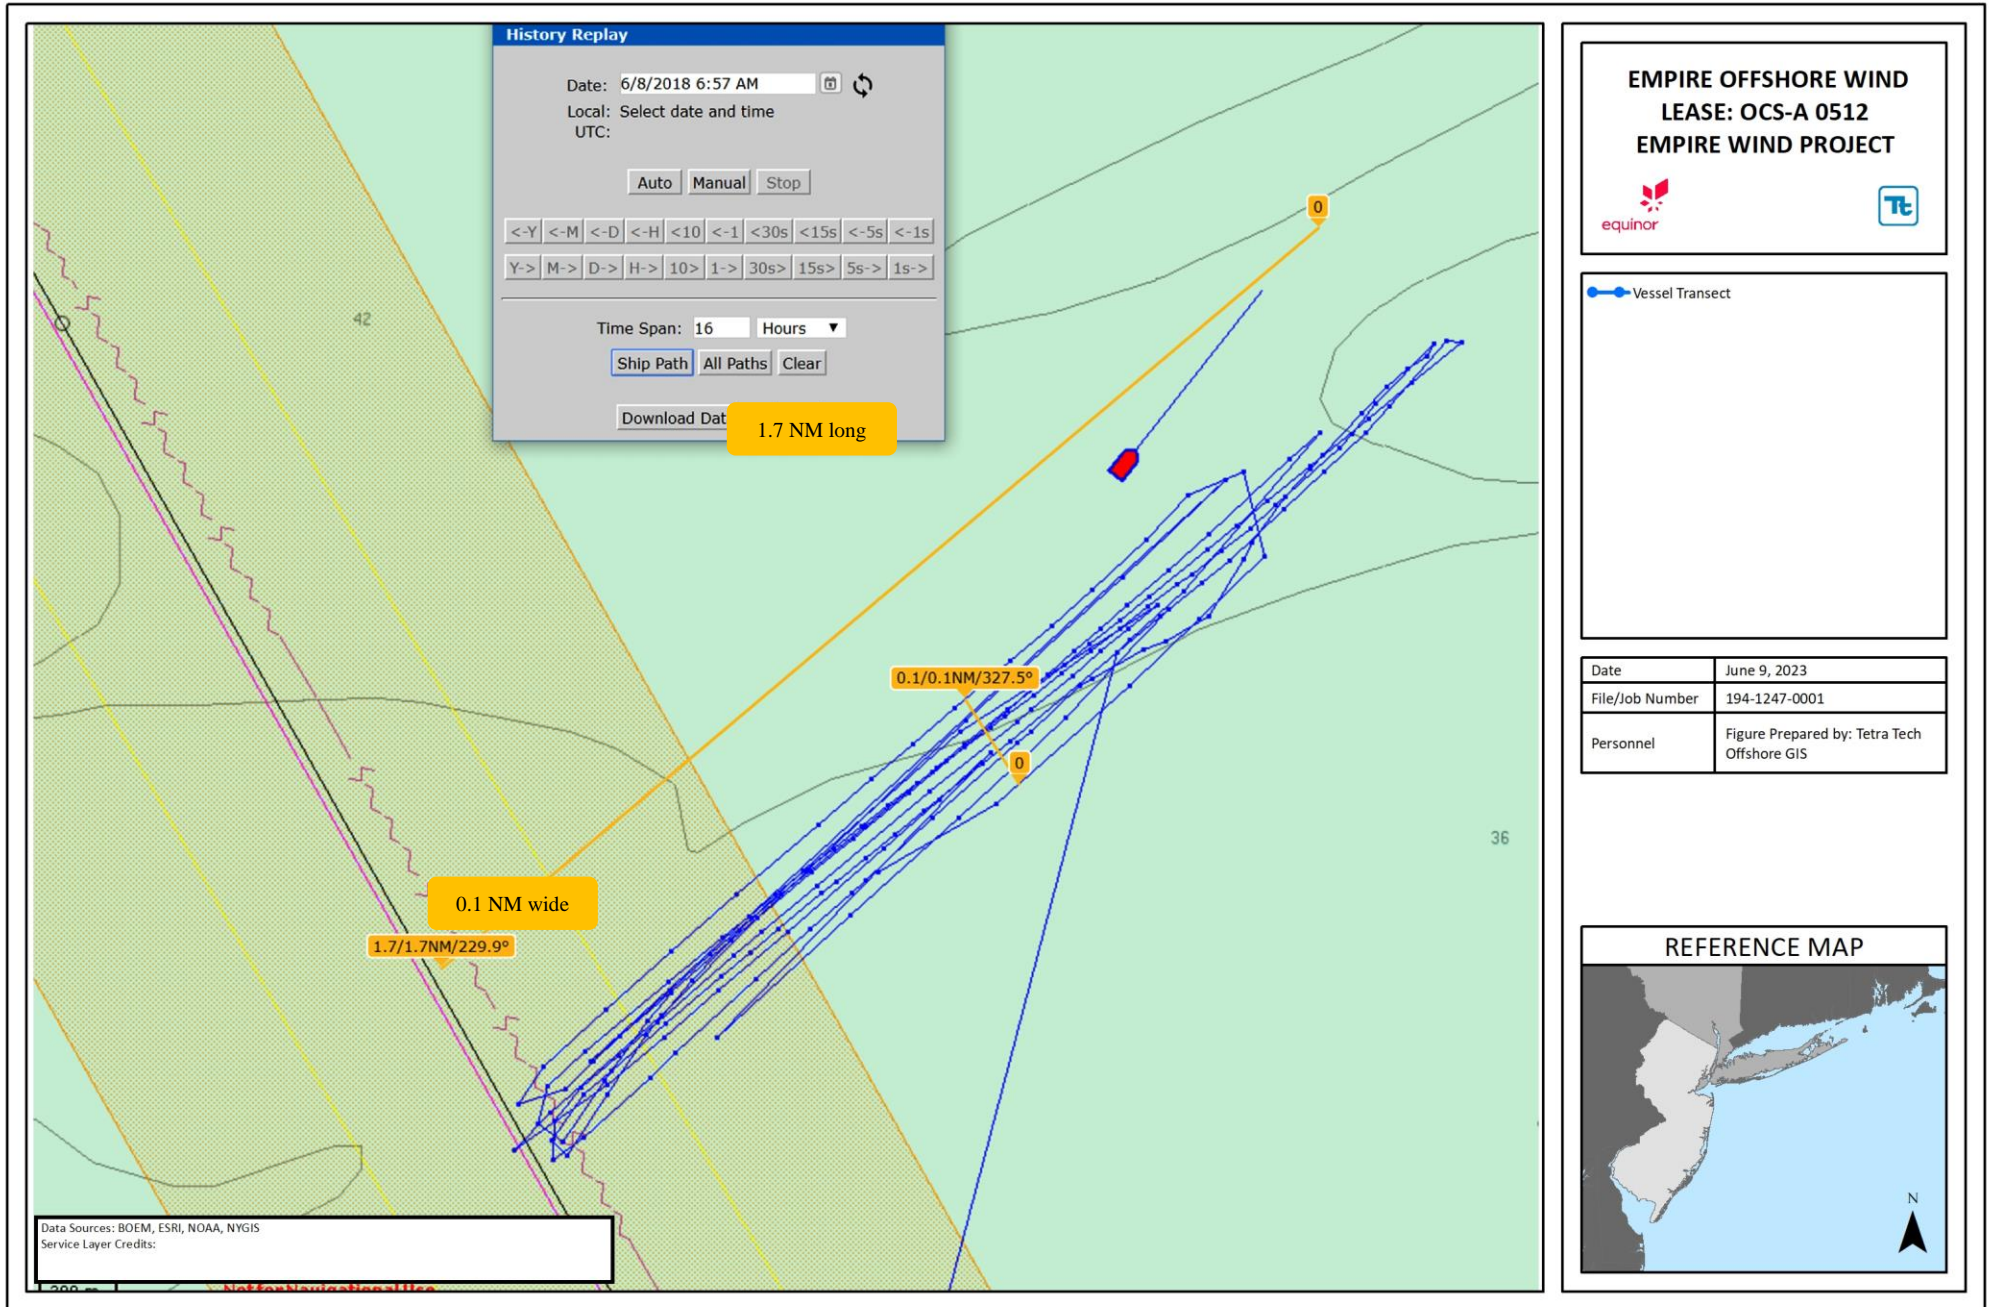 History Replay
Date: 6/8/2018 6:57 AM
Local: Select date and time
UTC:
Auto Manual Stop
<-Y <-M <-D <-H <10 <-1 <30s <15s <-5s <-1s
Y-> M-> D-> H-> 10> 1-> 30s> 15s> 5s-> 1s->
Time Span: 16 Hours ▼
Ship Path All Paths Clear
Download Dat
1.7 NM long
42
0
0.1/0.1NM/327.5°
0
36
0.1 NM wide
1.7/1.7NM/229.9°
Data Sources: BOEM, ESRI, NOAA, NYGIS
Service Layer Credits:
Not for Navigational Use
EMPIRE OFFSHORE WIND
LEASE: OCS-A 0512
EMPIRE WIND PROJECT
equinor
Tt
Vessel Transect
Date June 9, 2023
File/Job Number 194-1247-0001
Personnel Figure Prepared by: Tetra Tech
Offshore GIS
REFERENCE MAP
N